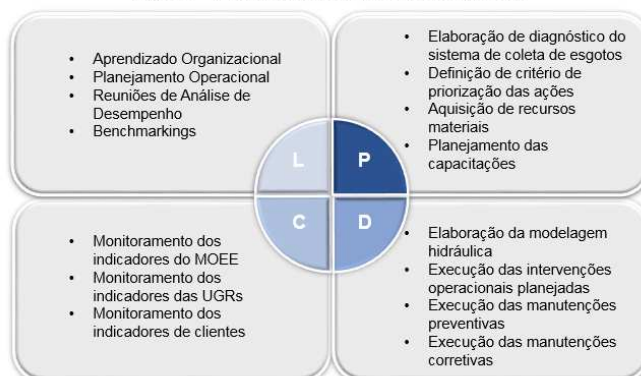 • Aprendizado Organizacional
• Planejamento Operacional
• Reuniões de Análise de
Desempenho
• Benchmarkings
• Elaboração de diagnóstico do
sistema de coleta de esgotos
• Definição de critério de
priorização das ações
• Aquisição de recursos
materiais
• Planejamento das
capacitações
L P
C D
• Monitoramento dos
indicadores do MOEE
• Monitoramento dos
indicadores das UGRs
• Monitoramento dos
indicadores de clientes
• Elaboração da modelagem
hidráulica
• Execução das intervenções
operacionais planejadas
• Execução das manutenções
preventivas
• Execução das manutenções
corretivas